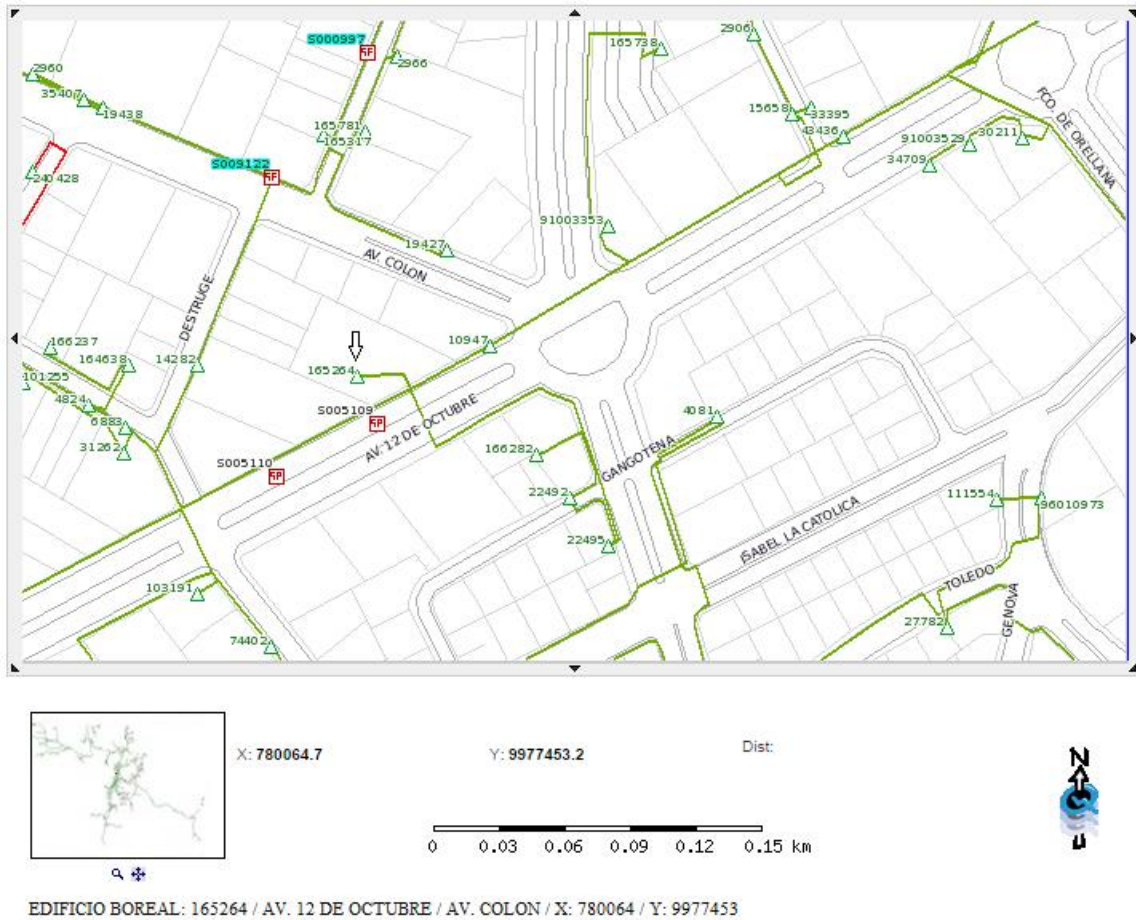 S000997
2906
165738
2966
2960
35407
19438
15658
33395
43436
FCO. DE ORELLANA
165781
165317
91003529
30211
34709
S009122
240428
91003353
19427
AV. COLON
DESTRUGE
166237
164638
14282
10947
165264
101255
4824
6883
31262
S005109
AV. 12 DE OCTUBRE
4081
166282
GANGOTENA
S005110
22492
111554
96010973
ISABEL LA CATOLICA
22495
103191
TOLEDO
GENOVA
27782
74402
X: 780064.7 Y: 9977453.2 Dist:
N
0 0.03 0.06 0.09 0.12 0.15 km
EDIFICIO BOREAL: 165264 / AV. 12 DE OCTUBRE / AV. COLON / X: 780064 / Y: 9977453